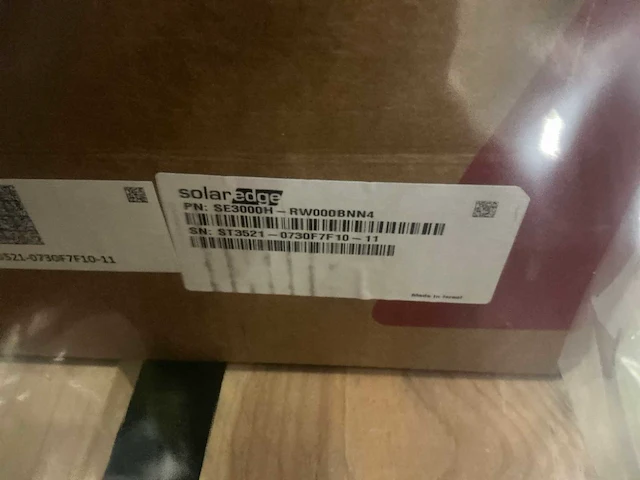 solaredge
PN: SE3000H-RW000BNN4
SN: ST3521-0730F7F10-11
Made in Israel
3521-0730F7F10-11